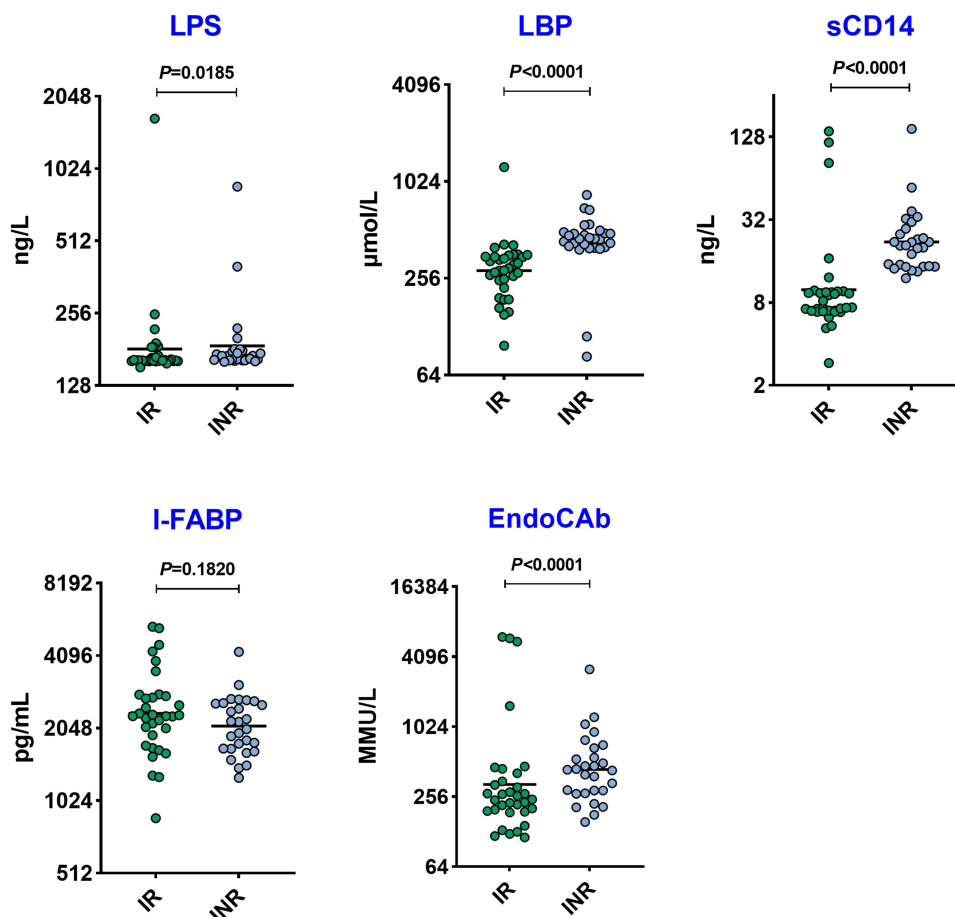 LPS
P=0.0185
2048
1024
512
256
128
ng/L
IR
INR
LBP
P<0.0001
4096
1024
256
64
μmol/L
IR
INR
sCD14
P<0.0001
128
32
8
2
ng/L
IR
INR
I-FABP
P=0.1820
8192
4096
2048
1024
512
pg/mL
IR
INR
EndoCAb
P<0.0001
16384
4096
1024
256
64
MMU/L
IR
INR